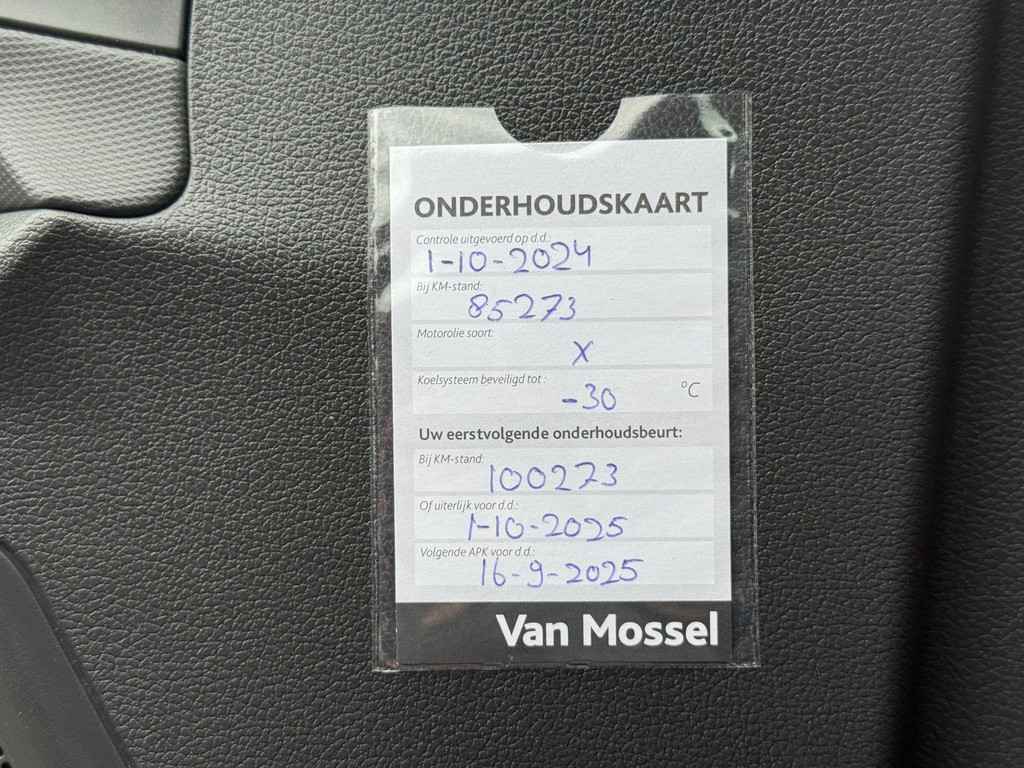 ONDERHOUDSKAART
Controle uitgevoerd op d.d.:
1-10-2024
Bij KM-stand:
85273
Motorolie soort:
X
Koelsysteem beveiligd tot :
-30 °C
Uw eerstvolgende onderhoudsbeurt:
Bij KM-stand:
100273
Of uiterlijk voor d.d.:
1-10-2025
Volgende APK voor d.d.:
16-9-2025
Van Mossel